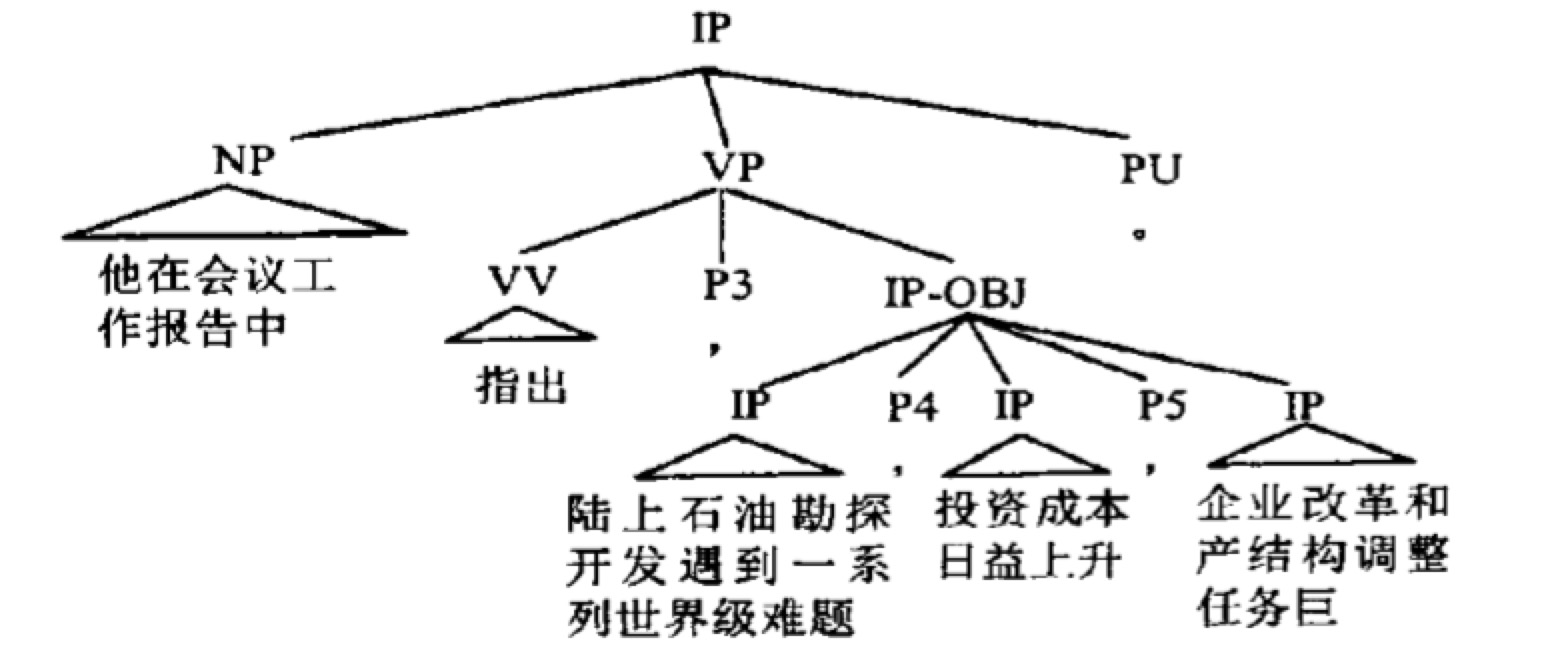 IP
NP
VP
PU
。
他在会议工
作报告中
VV
P3
IP-OBJ
指出
，
IP
P4
IP
P5
IP
，
，
陆上石油勘探
开发遇到一系
列世界级难题
投资成本
日益上升
企业改革和
产结构调整
任务巨